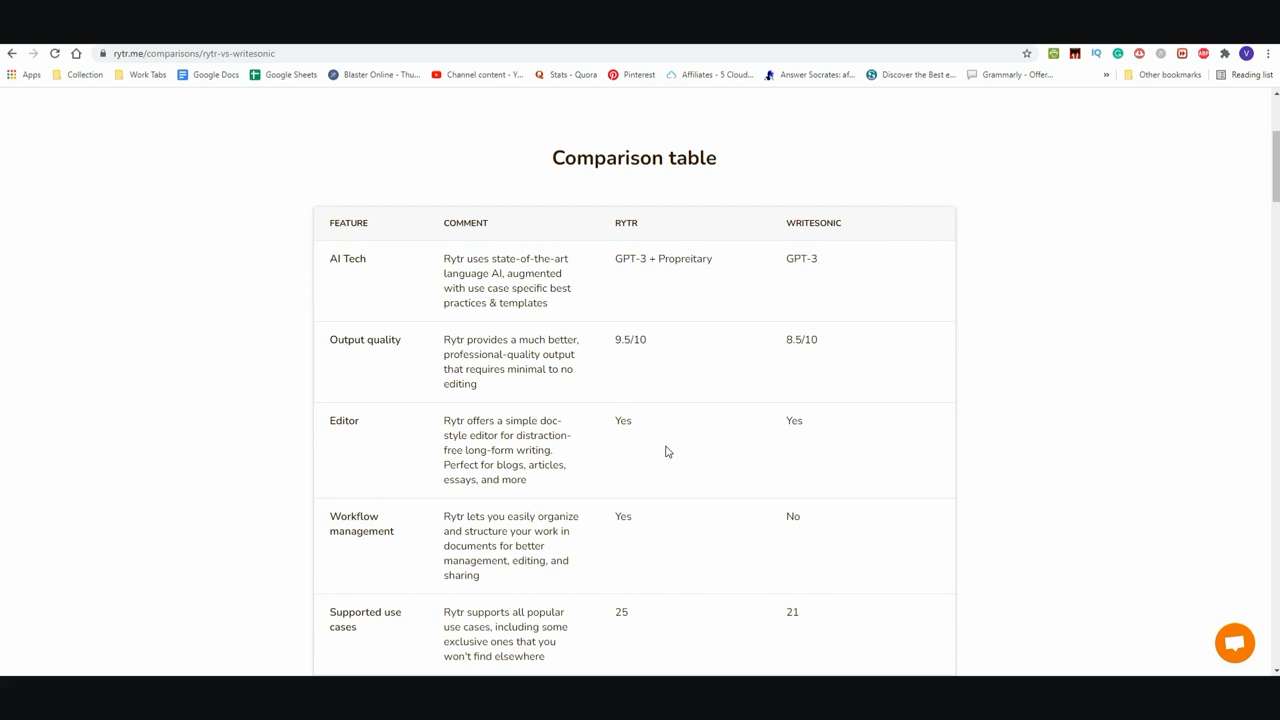 rytr.me/comparisons/rytr-vs-writesonic
Apps
Collection
Work Tabs
Google Docs
Google Sheets
Blaster Online - Thu...
Channel content - Y...
Stats - Quora
Pinterest
Affiliates - 5 Cloud...
Answer Socrates: af...
Discover the Best e...
Grammarly - Offer...
»
Other bookmarks
Reading list
Comparison table
FEATURE COMMENT RYTR WRITESONIC
AI Tech Rytr uses state-of-the-art GPT-3 + Propreitary GPT-3
language AI, augmented
with use case specific best
practices & templates
Output quality Rytr provides a much better, 9.5/10 8.5/10
professional-quality output
that requires minimal to no
editing
Editor Rytr offers a simple doc- Yes Yes
style editor for distraction-
free long-form writing.
Perfect for blogs, articles,
essays, and more
Workflow Rytr lets you easily organize Yes No
management and structure your work in
documents for better
management, editing, and
sharing
Supported use Rytr supports all popular 25 21
cases use cases, including some
exclusive ones that you
won't find elsewhere